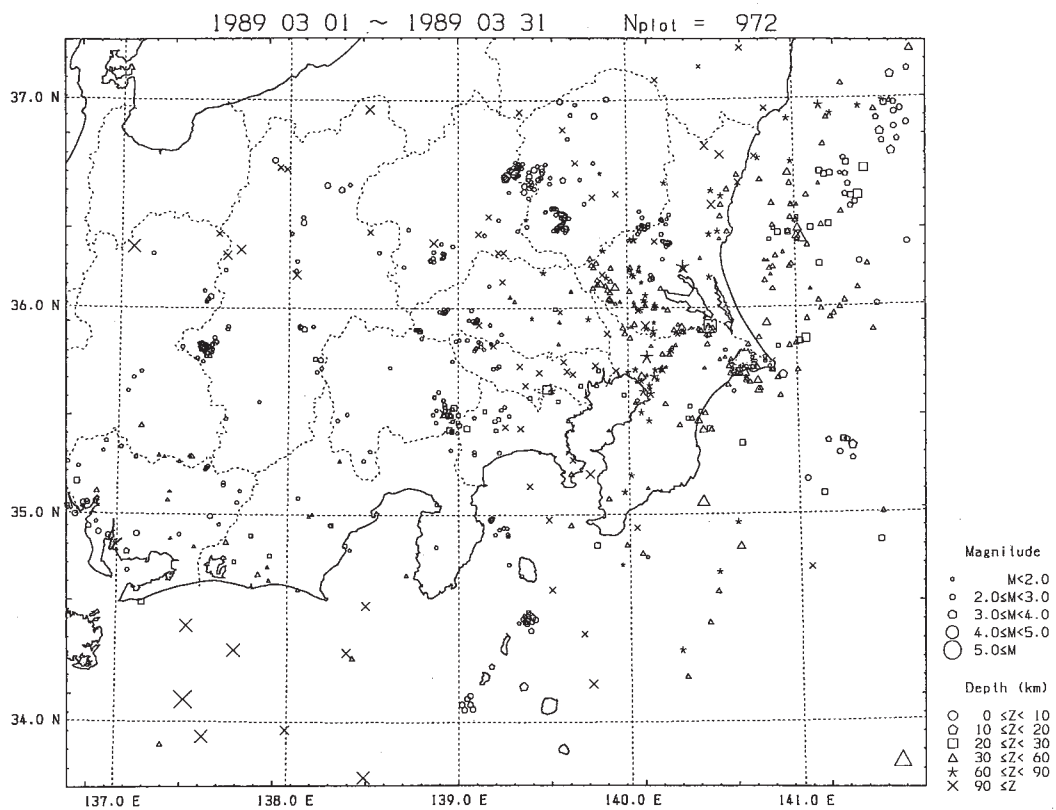 1989 03 01 ~ 1989 03 31 Nplot = 972
37.0 N
36.0 N
35.0 N
34.0 N
137.0 E 138.0 E 139.0 E 140.0 E 141.0 E
Magnitude
M<2.0
2.0≤M<3.0
3.0≤M<4.0
4.0≤M<5.0
5.0≤M
Depth (km)
0 ≤Z< 10
10 ≤Z< 20
20 ≤Z< 30
30 ≤Z< 60
60 ≤Z< 90
90 ≤Z